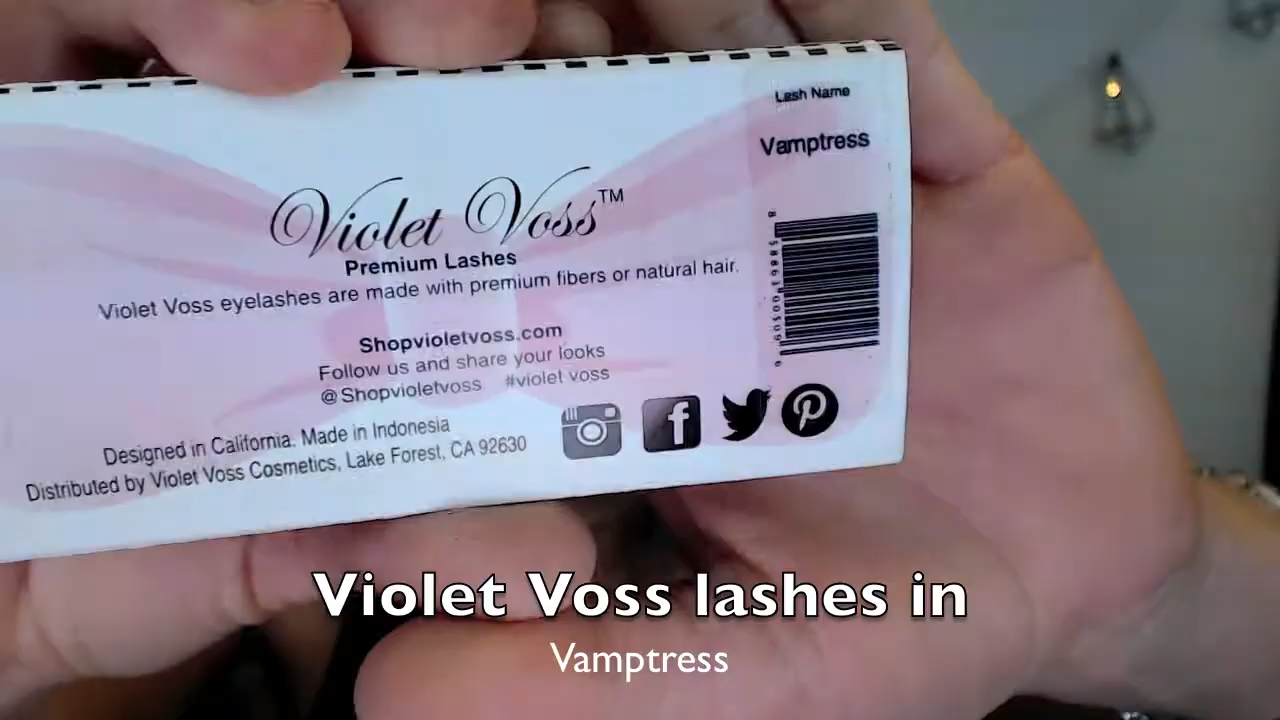 Lash Name
Vamptress
Violet Voss™
Premium Lashes
Violet Voss eyelashes are made with premium fibers or natural hair.
Shopvioletvoss.com
Follow us and share your looks
@Shopvioletvoss #violet voss
Designed in California. Made in Indonesia
Distributed by Violet Voss Cosmetics, Lake Forest, CA 92630
Violet Voss lashes in
Vamptress